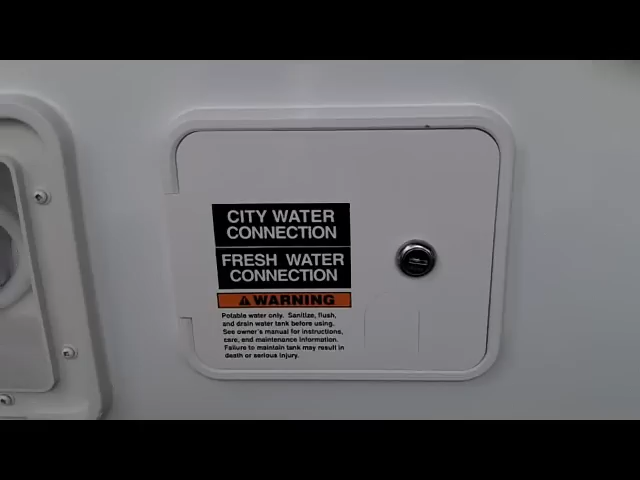 CITY WATER
CONNECTION
FRESH WATER
CONNECTION
WARNING
Potable water only. Sanitize, flush,
and drain water tank before using.
See owner's manual for instructions,
care, and maintenance information.
Failure to maintain tank may result in
death or serious injury.